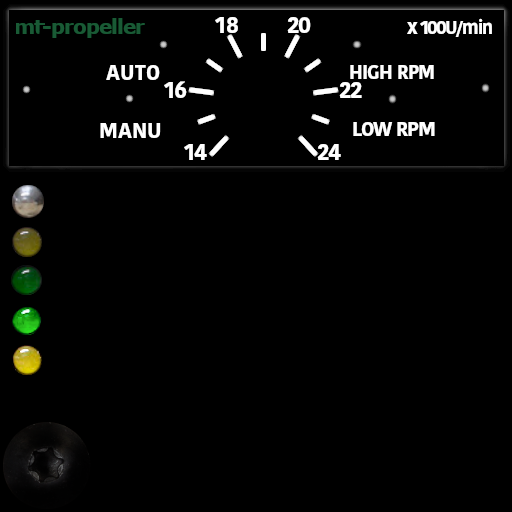 mt-propeller
18
20
x 100U/min
AUTO
HIGH RPM
16
22
MANU
LOW RPM
14
24